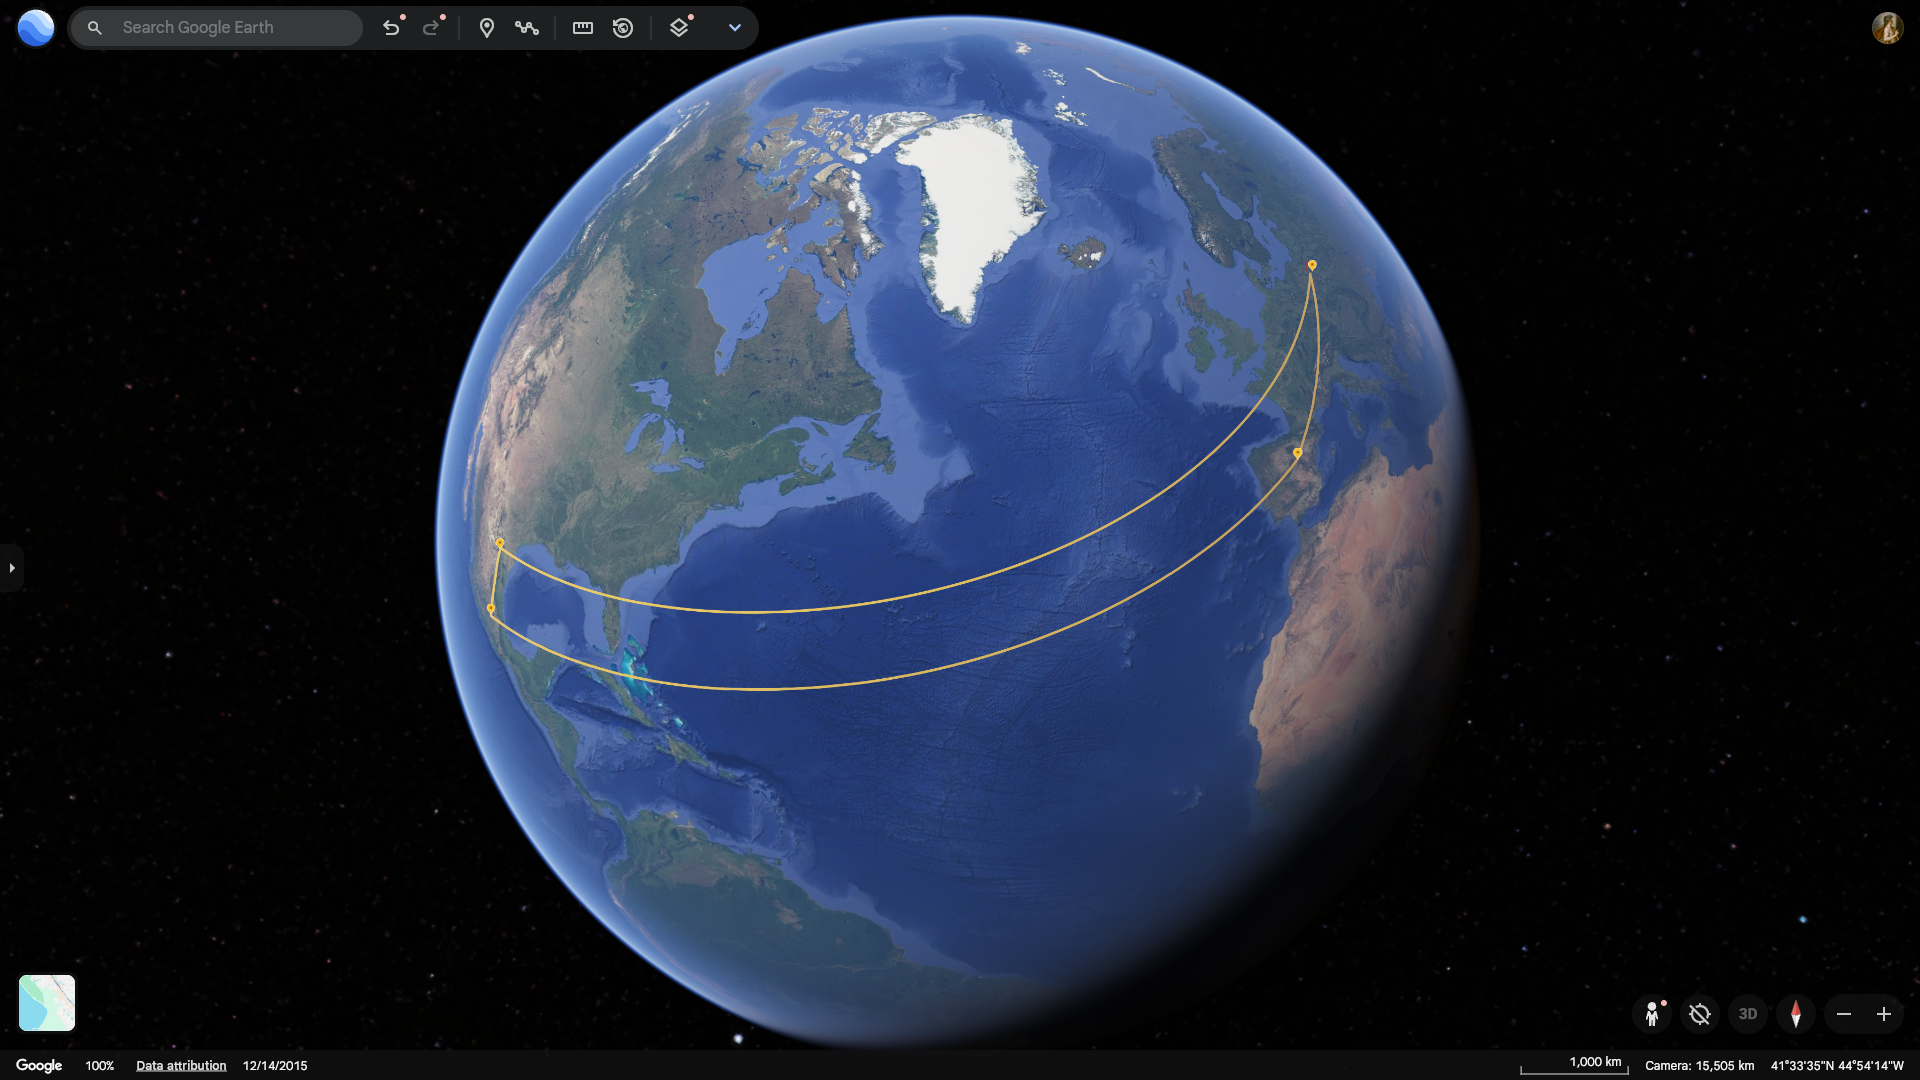 Search Google Earth
3D
Google
100%
Data attribution
12/14/2015
1,000 km
Camera: 15,505 km
41°33'35"N 44°54'14"W